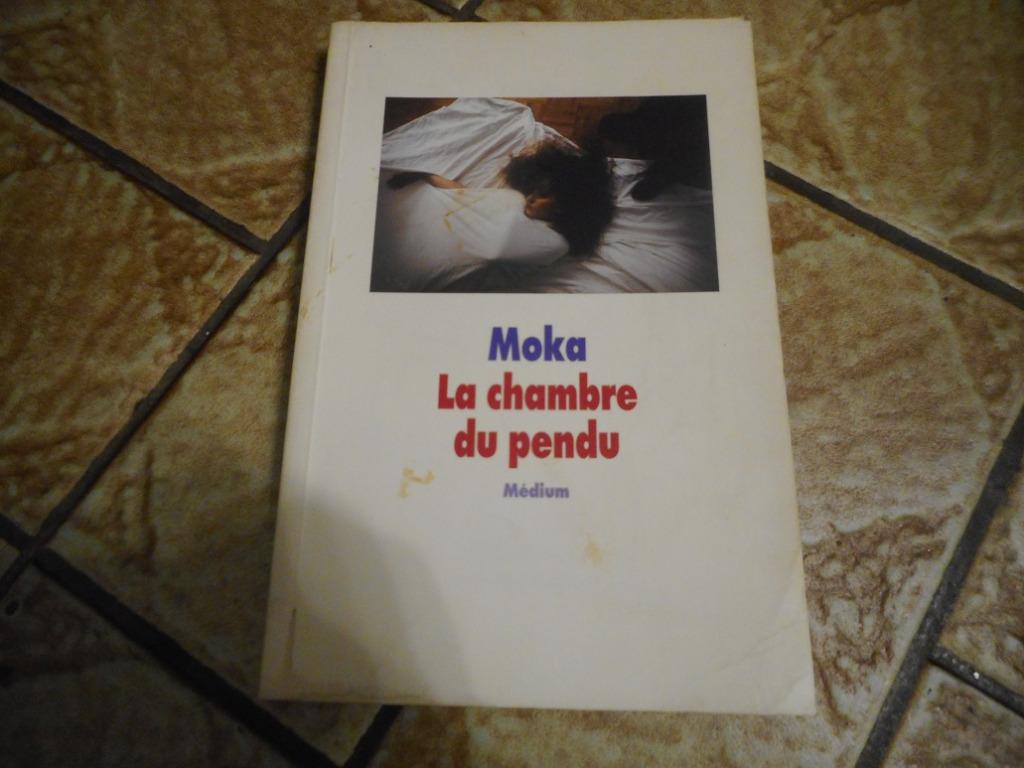 Moka
La chambre
du pendu
Médium